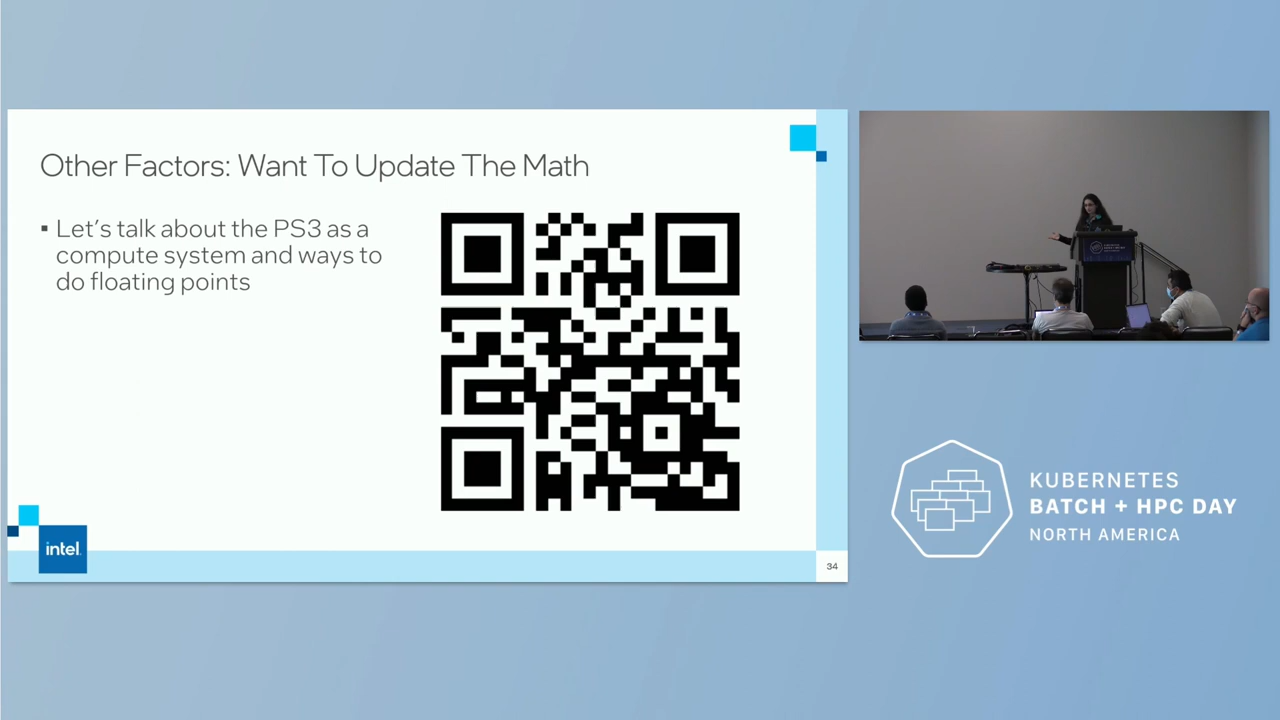 Other Factors: Want To Update The Math
▪ Let's talk about the PS3 as a
compute system and ways to
do floating points
intel.
34
KUBERNETES
BATCH + HPC DAY
NORTH AMERICA